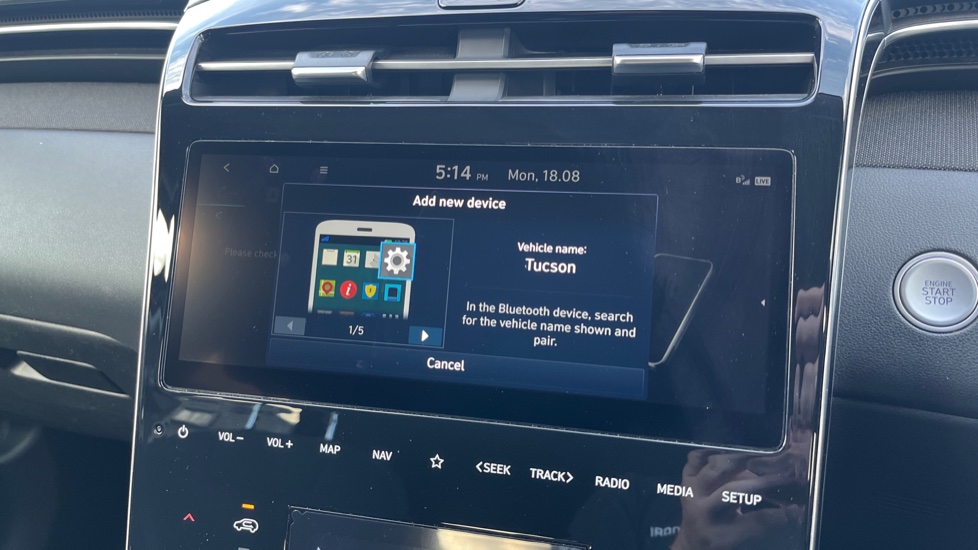 5:14 PM Mon, 18.08
LIVE
Add new device
Please check
31
Vehicle name:
Tucson
In the Bluetooth device, search
for the vehicle name shown and
pair.
1/5
Cancel
ENGINE
START
STOP
VOL− VOL+ MAP NAV <SEEK TRACK> RADIO MEDIA SETUP